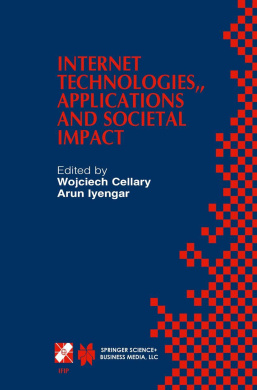 INTERNET
TECHNOLOGIES,,
APPLICATIONS
AND SOCIETAL
IMPACT
Edited by
Wojciech Cellary
Arun Iyengar
SPRINGER SCIENCE+
BUSINESS MEDIA, LLC
ifip